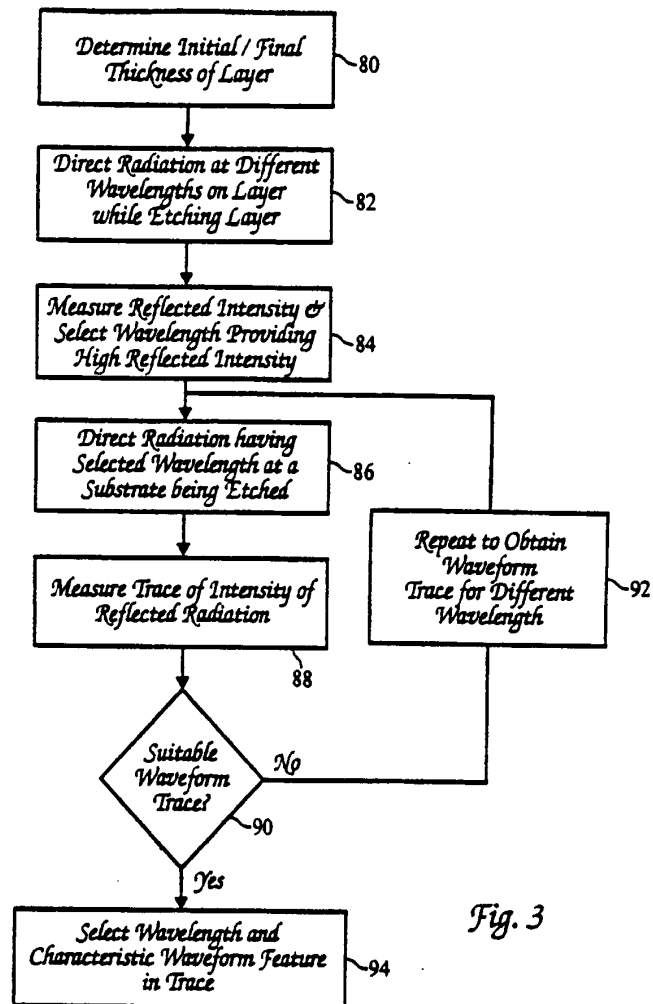 Determine Initial / Final
Thickness of Layer
80
Direct Radiation at Different
Wavelengths on Layer
while Etching Layer
82
Measure Reflected Intensity &
Select Wavelength Providing
High Reflected Intensity
84
Direct Radiation having
Selected Wavelength at a
Substrate being Etched
86
Repeat to Obtain
Waveform
Trace for Different
Wavelength
92
Measure Trace of Intensity of
Reflected Radiation
88
Suitable
Waveform
Trace?
90
No
Yes
Select Wavelength and
Characteristic Waveform Feature
in Trace
94
Fig. 3